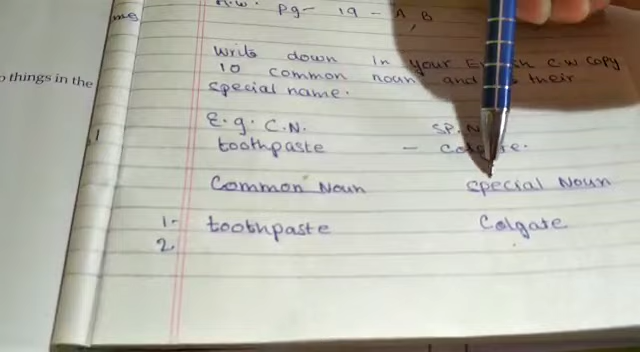 H.W. Pg- 19 - A, B
Write down in your C.W copy
10 common noun and their
special name.
E.g. C.N. SP.N
toothpaste -
Common Noun special Noun
1- toothpaste Colgate
2.
o things in the